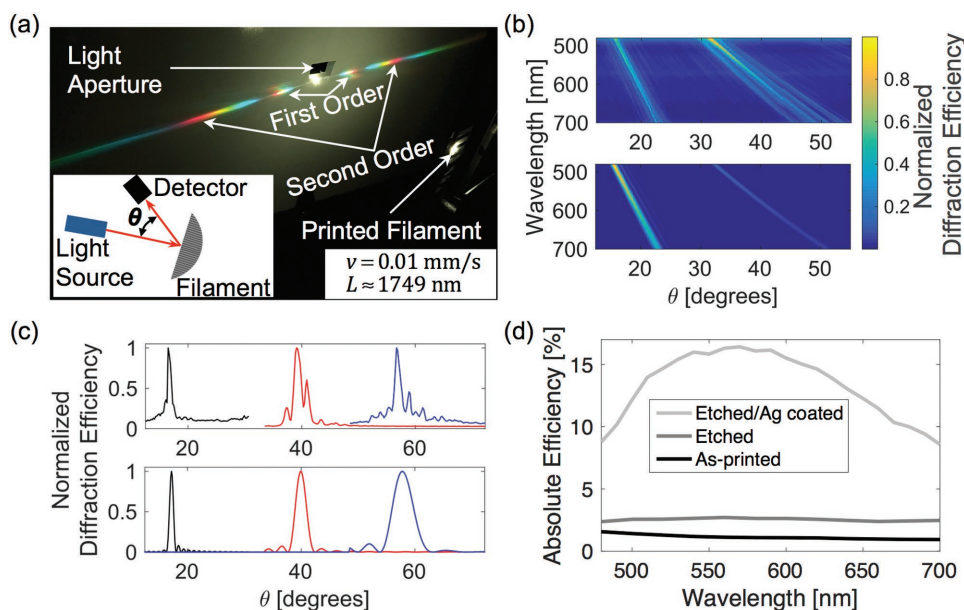 (a)
Light
Aperture
First Order
Second Order
Detector
θ
Light
Source
Filament
Printed Filament
v = 0.01 mm/s
L ≈ 1749 nm
(b)
Wavelength [nm]
500
600
700
500
600
700
20 30 40 50
θ [degrees]
0.8
0.6
0.4
0.2
Normalized
Diffraction Efficiency
(c)
Normalized
Diffraction Efficiency
1
0.5
0
20 40 60
1
0.5
0
20 40 60
θ [degrees]
(d)
Absolute Efficiency [%]
15
10
5
0
Etched/Ag coated
Etched
As-printed
500 550 600 650 700
Wavelength [nm]